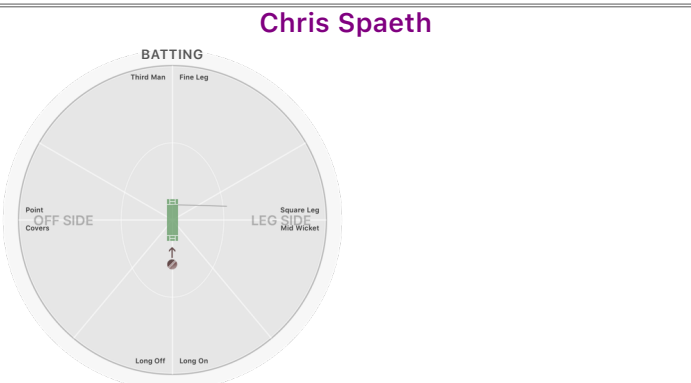 Chris Spaeth
BATTING
Third Man Fine Leg
Point Square Leg
OFF SIDE LEG SIDE
Covers Mid Wicket
Long Off Long On